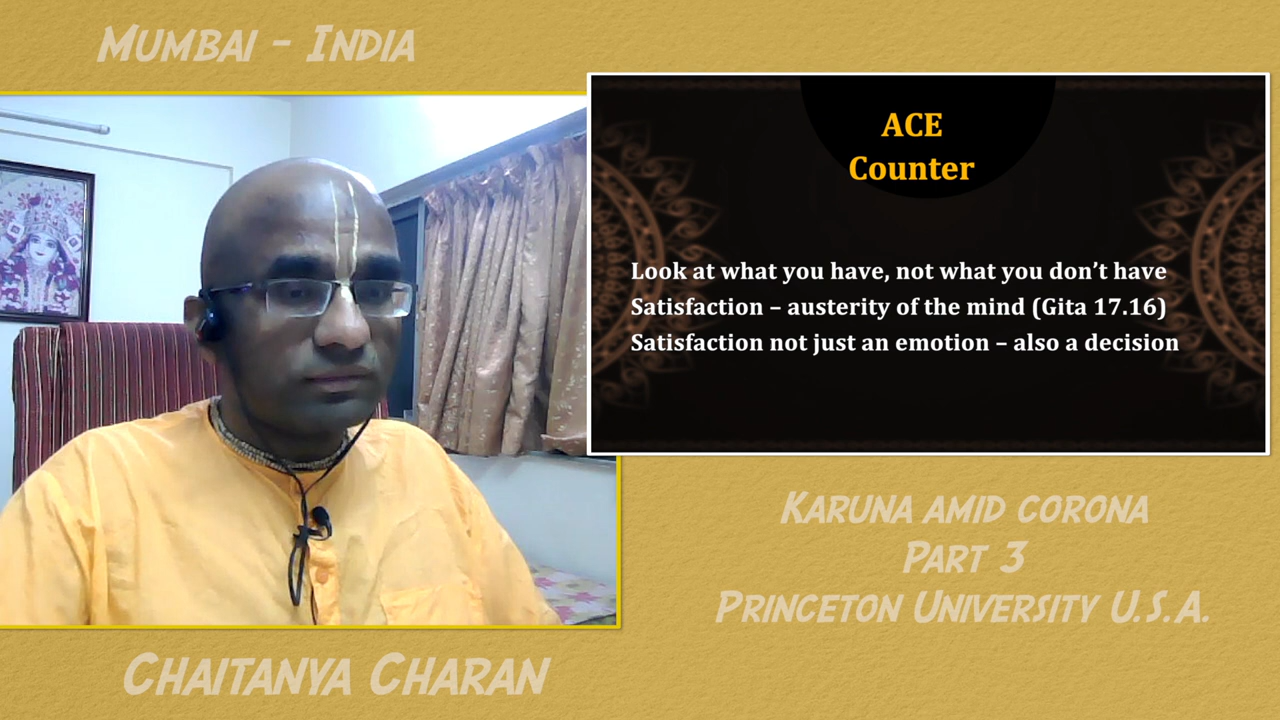 MUMBAI - INDIA
ACE
Counter
Look at what you have, not what you don’t have
Satisfaction – austerity of the mind (Gita 17.16)
Satisfaction not just an emotion – also a decision
KARUNA AMID CORONA
PART 3
PRINCETON UNIVERSITY U.S.A.
CHAITANYA CHARAN